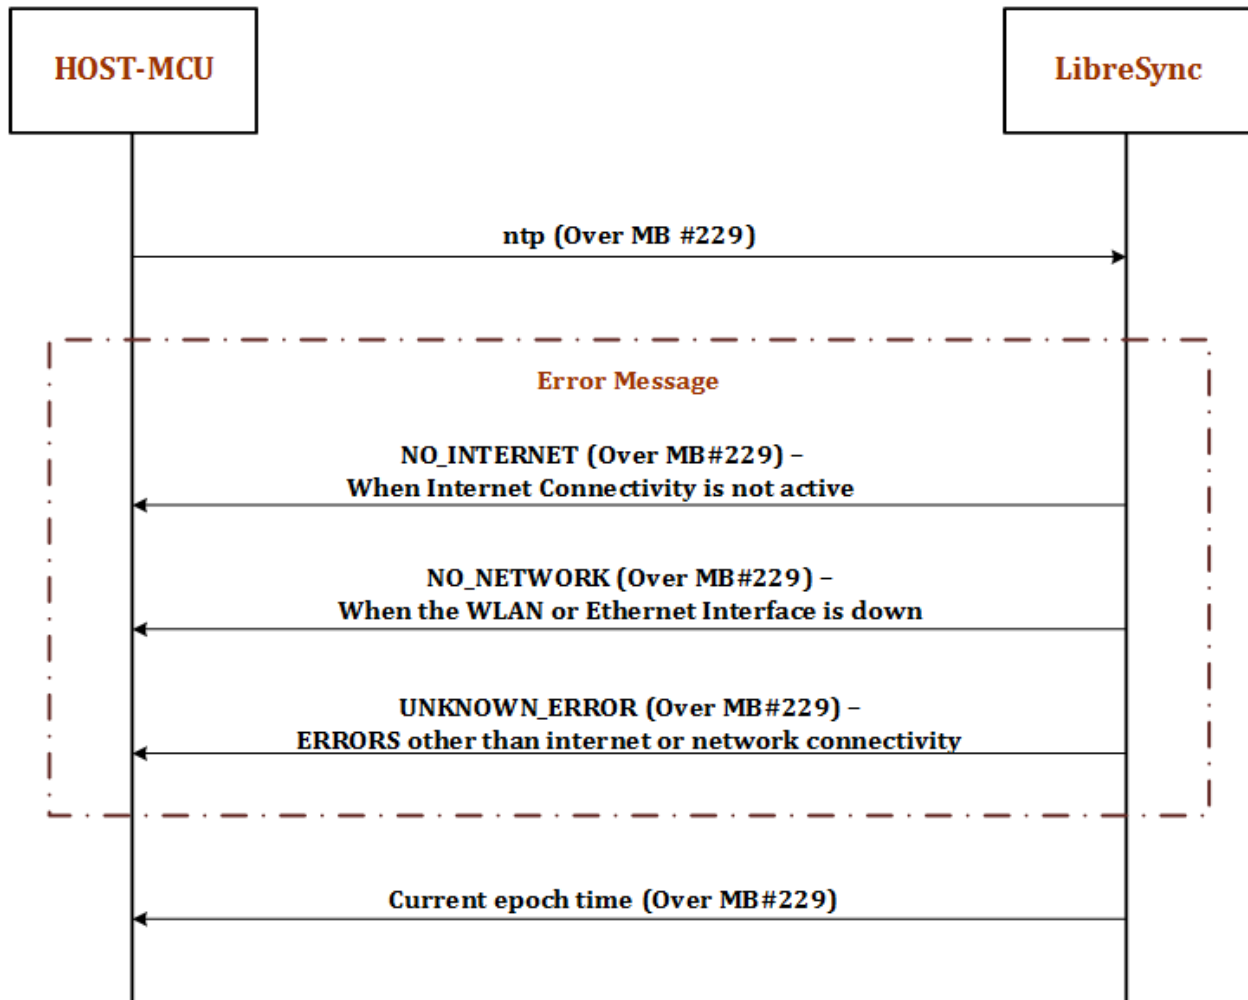 HOST-MCU
LibreSync
ntp (Over MB #229)
Error Message
NO_INTERNET (Over MB#229) –
When Internet Connectivity is not active
NO_NETWORK (Over MB#229) –
When the WLAN or Ethernet Interface is down
UNKNOWN_ERROR (Over MB#229) –
ERRORS other than internet or network connectivity
Current epoch time (Over MB#229)